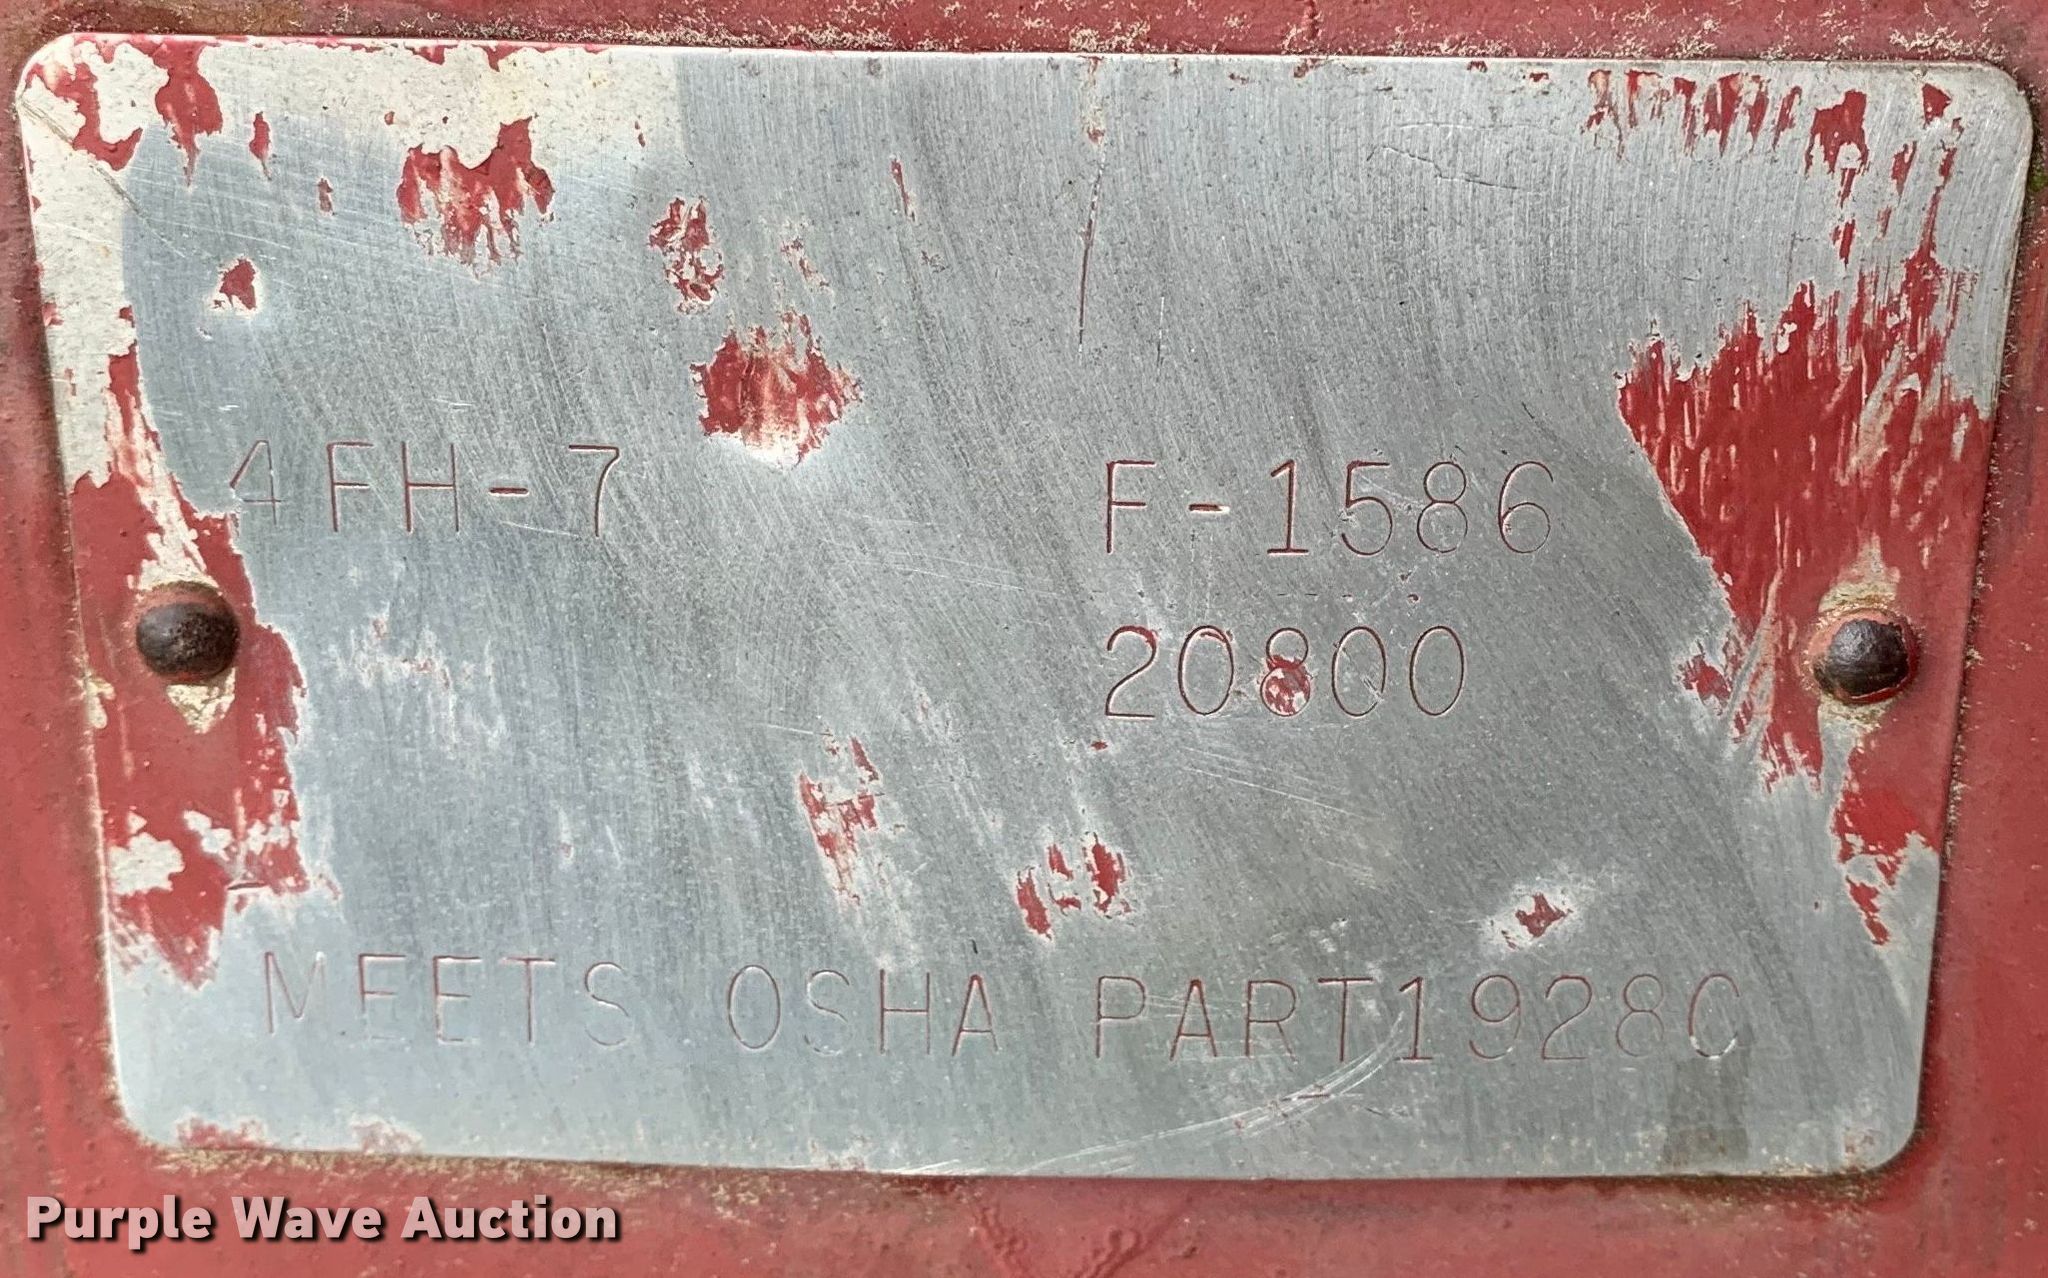 4FH-7 F-1586
20800
MEETS OSHA PART1928C
Purple Wave Auction